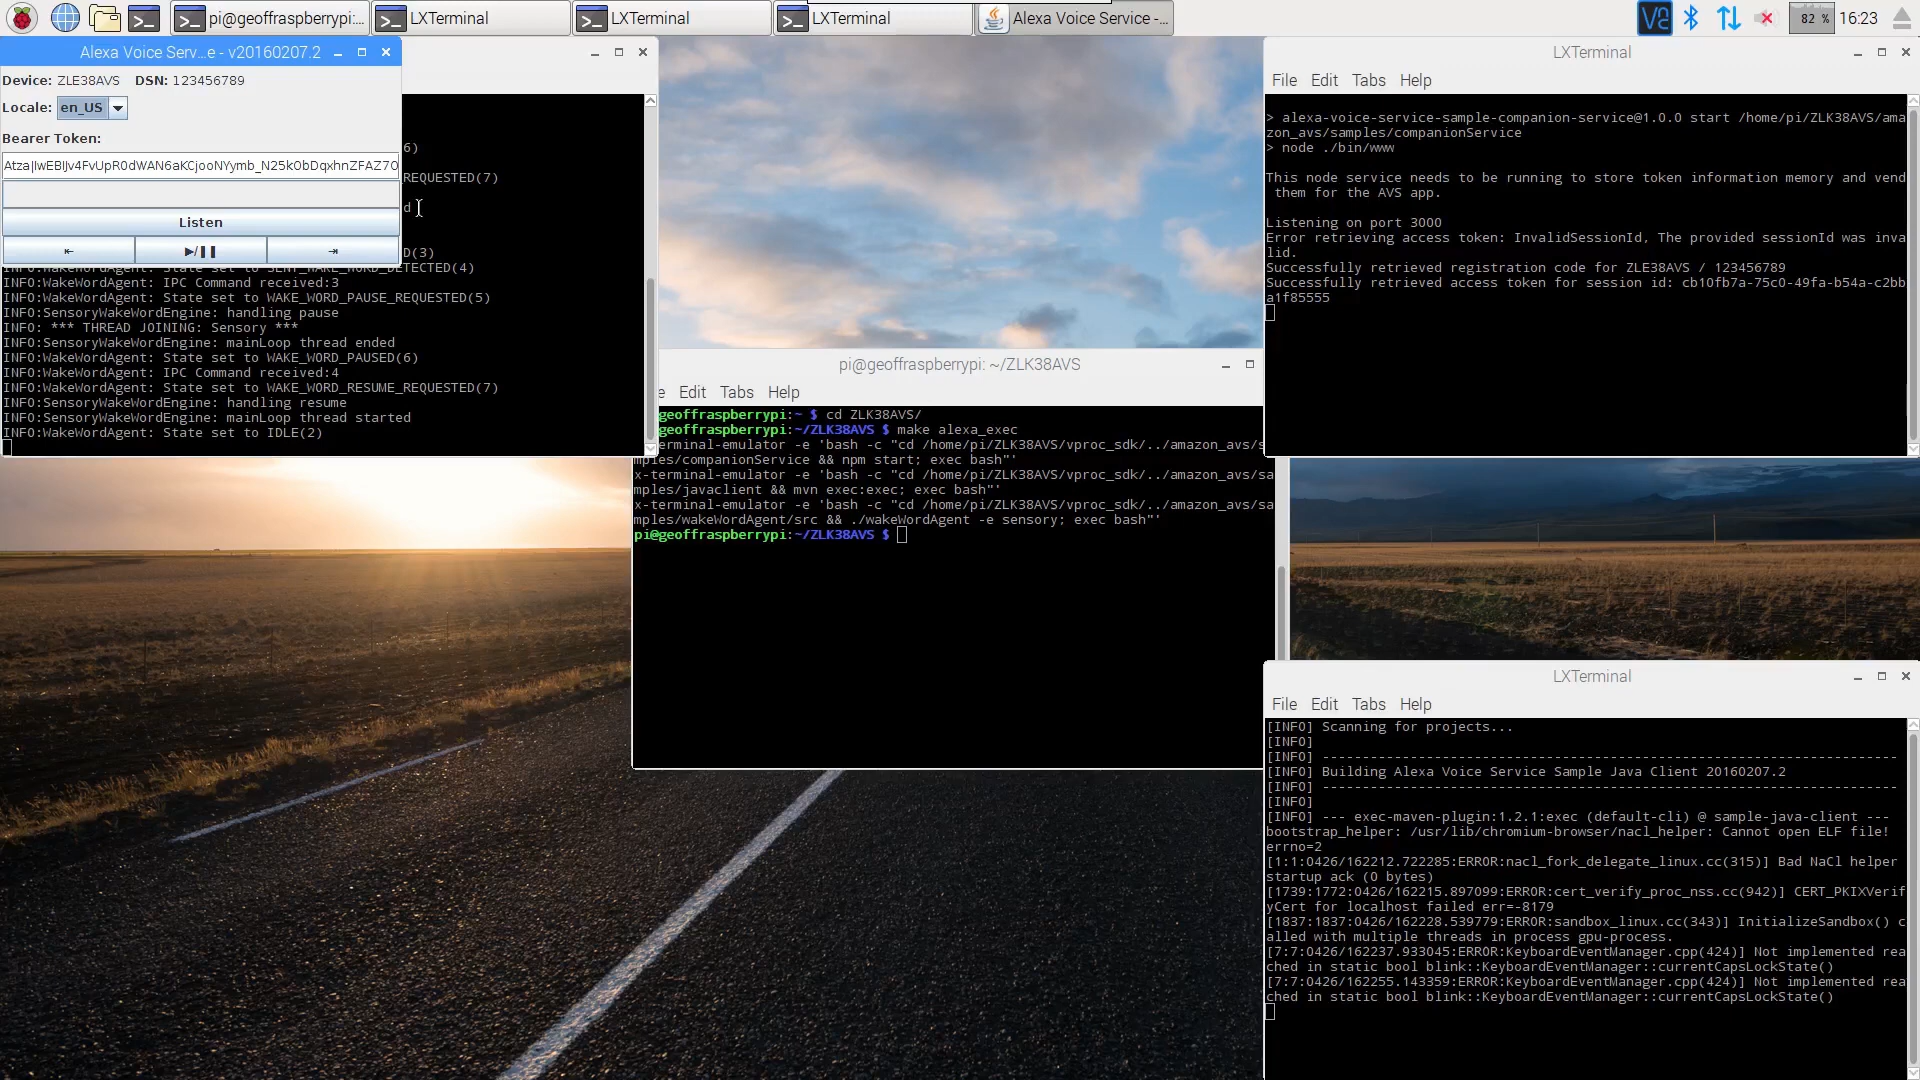 pi@geoffraspberrypi:...
LXTerminal
LXTerminal
LXTerminal
Alexa Voice Service -...
82 %
16:23
Alexa Voice Serv...e - v20160207.2
Device: ZLE38AVS DSN: 123456789
Locale: en_US
Bearer Token:
Listen
6)
_REQUESTED(7)
d
D(3)
INFO:WakeWordAgent: State set to SENT_WAKE_WORD_DETECTED(4)
INFO:WakeWordAgent: IPC Command received:3
INFO:WakeWordAgent: State set to WAKE_WORD_PAUSE_REQUESTED(5)
INFO:SensoryWakeWordEngine: handling pause
INFO: *** THREAD JOINING: Sensory ***
INFO:SensoryWakeWordEngine: mainLoop thread ended
INFO:WakeWordAgent: State set to WAKE_WORD_PAUSED(6)
INFO:WakeWordAgent: IPC Command received:4
INFO:WakeWordAgent: State set to WAKE_WORD_RESUME_REQUESTED(7)
INFO:SensoryWakeWordEngine: handling resume
INFO:SensoryWakeWordEngine: mainLoop thread started
INFO:WakeWordAgent: State set to IDLE(2)
pi@geoffraspberrypi: ~/ZLK38AVS
e Edit Tabs Help
geoffraspberrypi:~ $ cd ZLK38AVS/
geoffraspberrypi:~/ZLK38AVS $ make alexa_exec
erminal-emulator -e 'bash -c "cd /home/pi/ZLK38AVS/vproc_sdk/../amazon_avs/s
mples/companionService && npm start; exec bash"'
x-terminal-emulator -e 'bash -c "cd /home/pi/ZLK38AVS/vproc_sdk/../amazon_avs/sa
mples/javaclient && mvn exec:exec; exec bash"'
x-terminal-emulator -e 'bash -c "cd /home/pi/ZLK38AVS/vproc_sdk/../amazon_avs/sa
mples/wakeWordAgent/src && ./wakeWordAgent -e sensory; exec bash"'
pi@geoffraspberrypi:~/ZLK38AVS $
LXTerminal
File Edit Tabs Help
> alexa-voice-service-sample-companion-service@1.0.0 start /home/pi/ZLK38AVS/ama
zon_avs/samples/companionService
> node ./bin/www
This node service needs to be running to store token information memory and vend
them for the AVS app.
Listening on port 3000
Error retrieving access token: InvalidSessionId, The provided sessionId was inva
lid.
Successfully retrieved registration code for ZLE38AVS / 123456789
Successfully retrieved access token for session id: cb10fb7a-75c0-49fa-b54a-c2bb
a1f85555
LXTerminal
File Edit Tabs Help
[INFO] Scanning for projects...
[INFO]
[INFO] ------------------------------------------------------------------------
[INFO] Building Alexa Voice Service Sample Java Client 20160207.2
[INFO] ------------------------------------------------------------------------
[INFO]
[INFO] --- exec-maven-plugin:1.2.1:exec (default-cli) @ sample-java-client ---
bootstrap_helper: /usr/lib/chromium-browser/nacl_helper: Cannot open ELF file!
errno=2
[1:1:0426/162212.722285:ERROR:nacl_fork_delegate_linux.cc(315)] Bad NaCl helper
startup ack (0 bytes)
[1739:1772:0426/162215.897099:ERROR:cert_verify_proc_nss.cc(942)] CERT_PKIXVerif
yCert for localhost failed err=-8179
[1837:1837:0426/162228.539779:ERROR:sandbox_linux.cc(343)] InitializeSandbox() c
alled with multiple threads in process gpu-process.
[7:7:0426/162237.933045:ERROR:KeyboardEventManager.cpp(424)] Not implemented rea
ched in static bool blink::KeyboardEventManager::currentCapsLockState()
[7:7:0426/162255.143359:ERROR:KeyboardEventManager.cpp(424)] Not implemented rea
ched in static bool blink::KeyboardEventManager::currentCapsLockState()